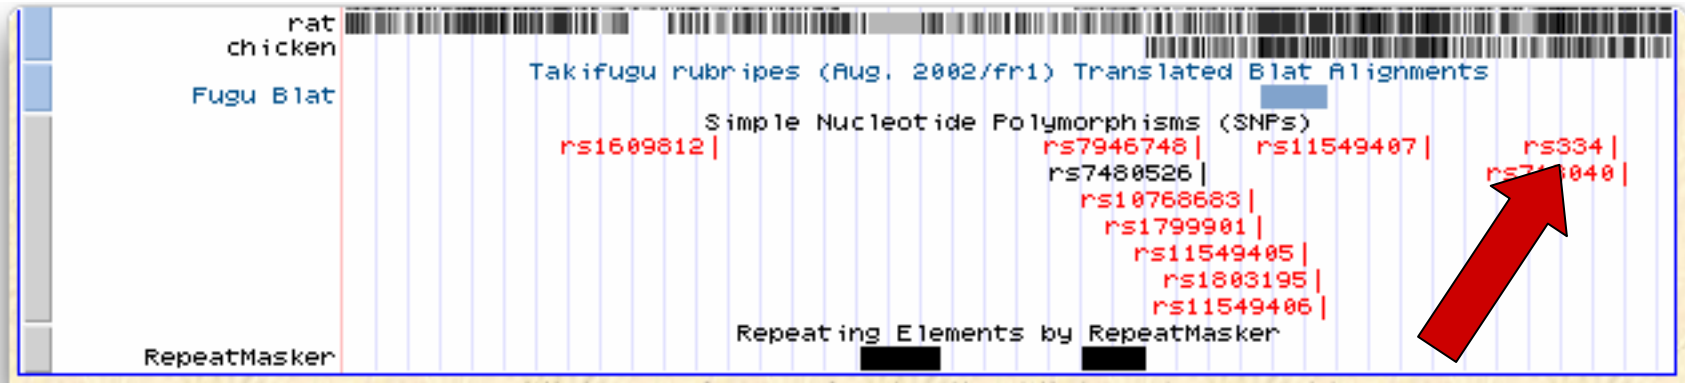 rat
chicken
Takifugu rubripes (Aug. 2002/fr1) Translated Blat Alignments
Fugu Blat
Simple Nucleotide Polymorphisms (SNPs)
rs1609812 rs7946748 rs11549407 rs334
rs7480526
rs10768683
rs1799901
rs11549405
rs1803195
rs11549406
Repeating Elements by RepeatMasker
RepeatMasker